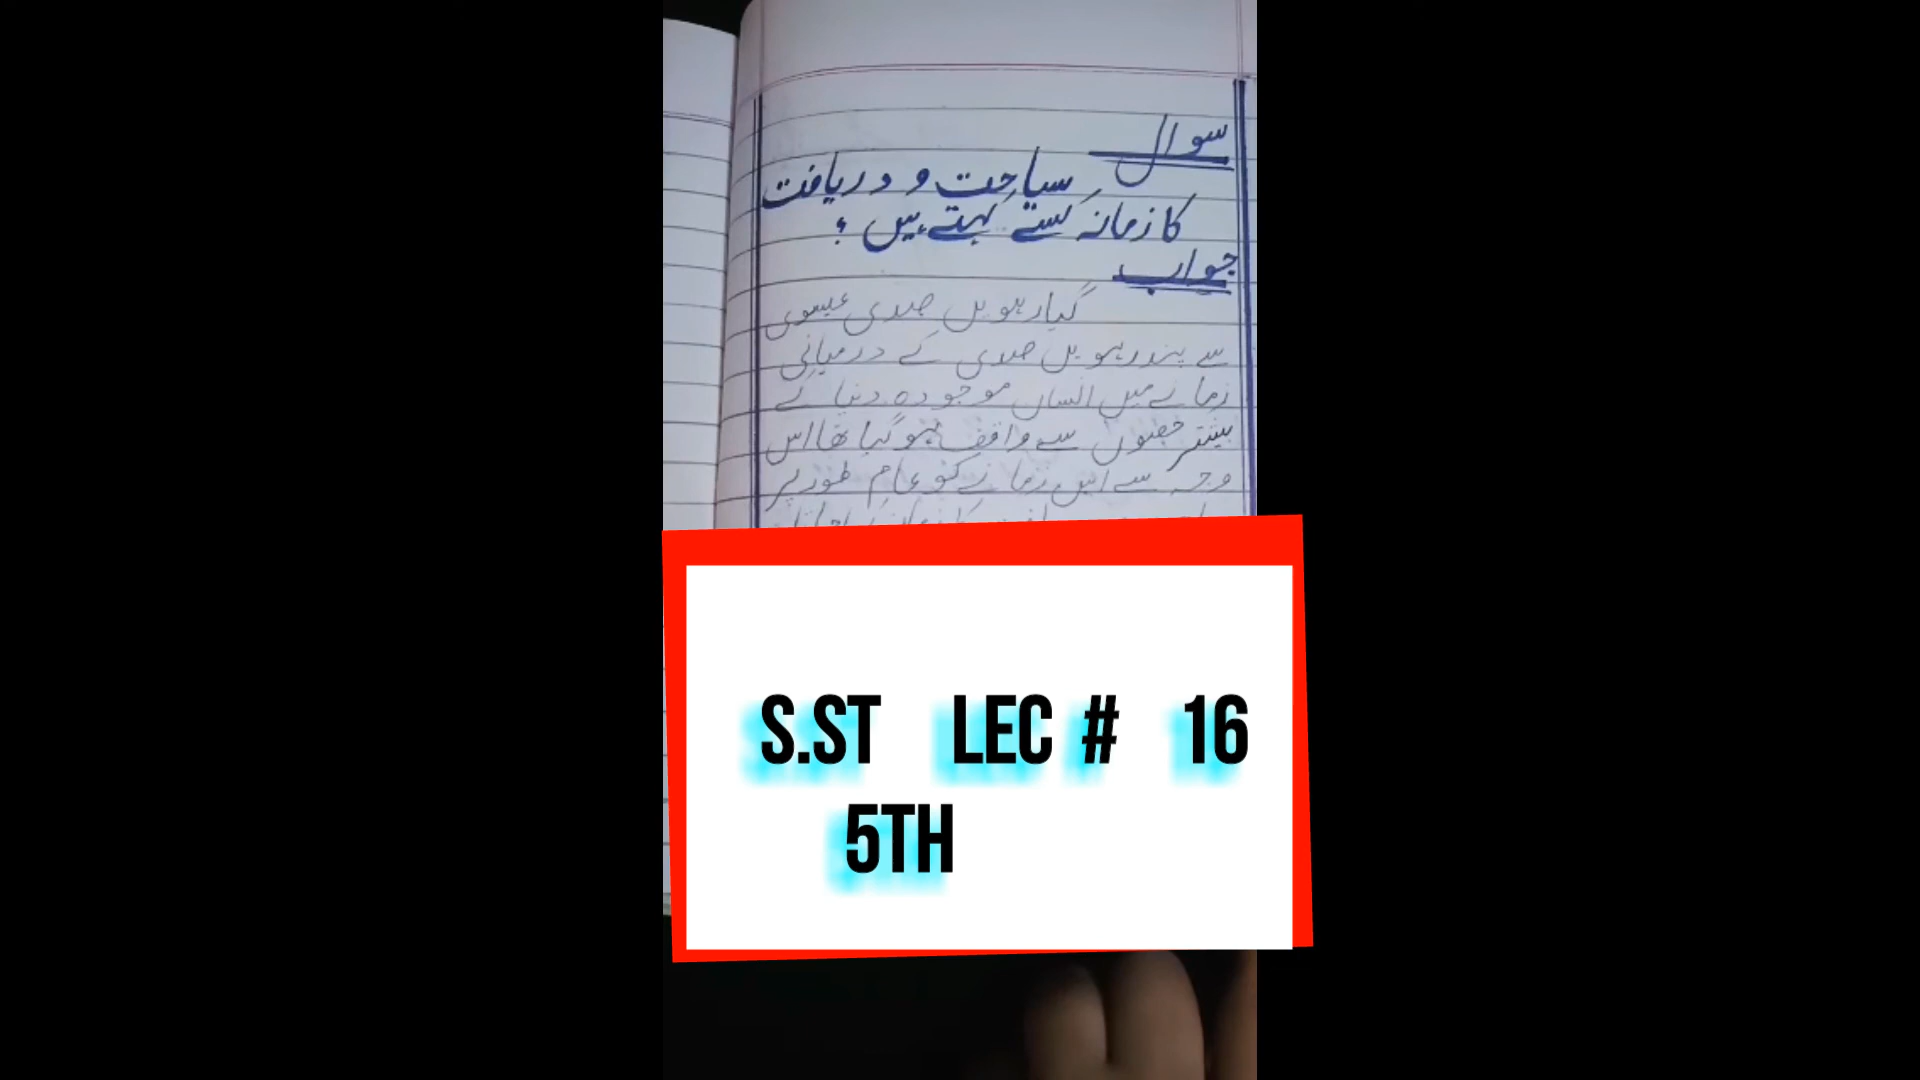 سوال
سیاحت و دریافت
کا زمانہ کسے کہتے ہیں ؟
جواب
گیارہویں صدی عیسوی
سے پندرہویں صدی کے درمیانی
زمانے میں انسان موجودہ دنیا کے
بیشتر حصوں سے واقف ہو گیا تھا اس
وجہ سے اس زمانے کو عام طور پر
S.ST LEC # 16
5TH